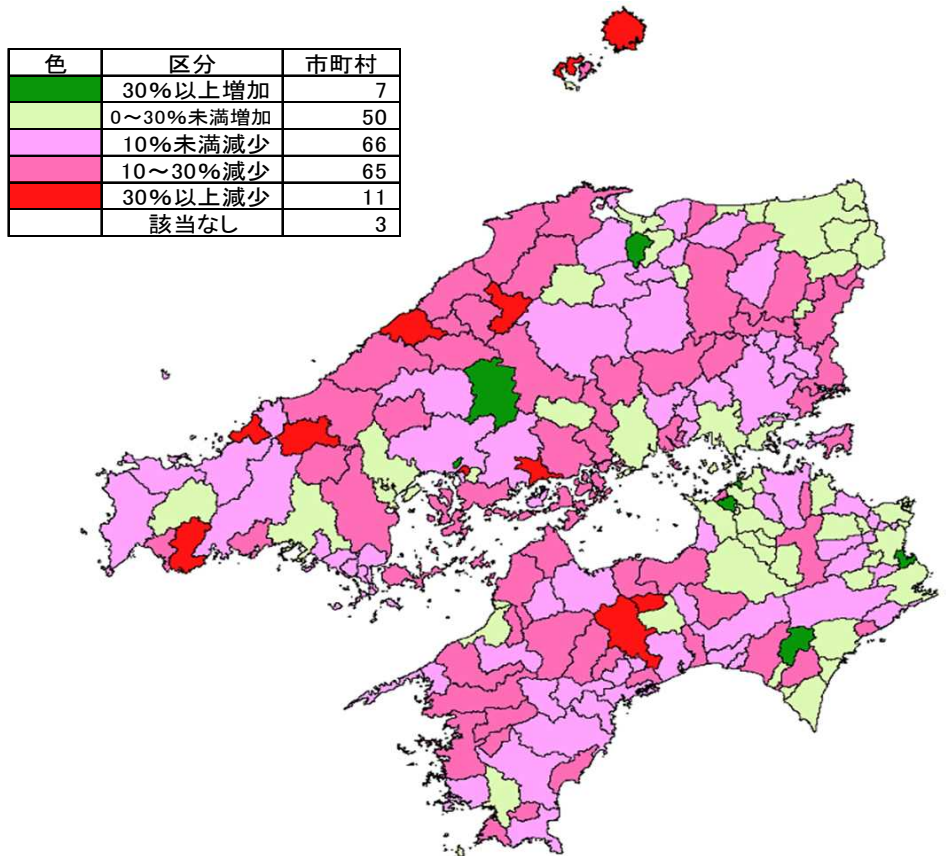 色 区分 市町村
30%以上増加 7
0～30%未満増加 50
10%未満減少 66
10～30%減少 65
30%以上減少 11
該当なし 3